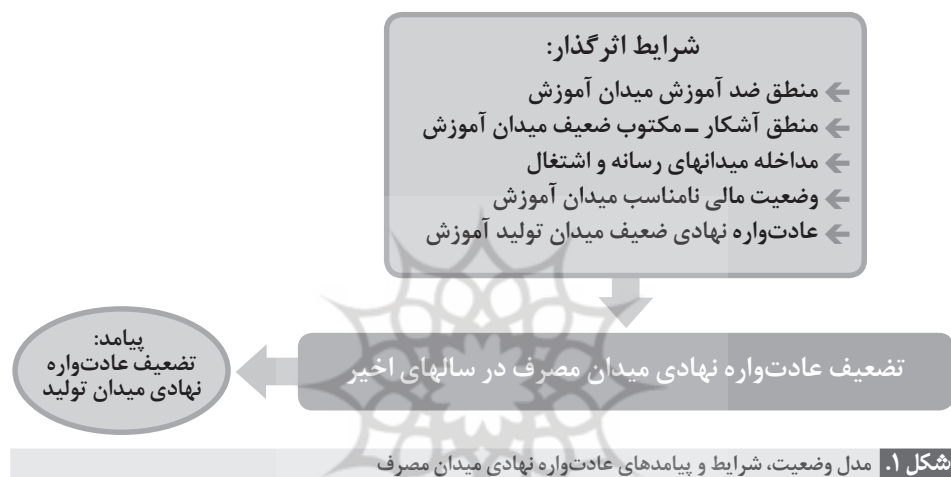 شرایط اثرگذار:
منطق ضد آموزش میدان آموزش
منطق آشکار ـ مکتوب ضعیف میدان آموزش
مداخله میدانهای رسانه و اشتغال
وضعیت مالی نامناسب میدان آموزش
عادت‌واره نهادی ضعیف میدان تولید آموزش
تضعیف عادت‌واره نهادی میدان مصرف در سالهای اخیر
پیامد:
تضعیف عادت‌واره
نهادی میدان تولید
شکل ۱. مدل وضعیت، شرایط و پیامدهای عادت‌واره نهادی میدان مصرف